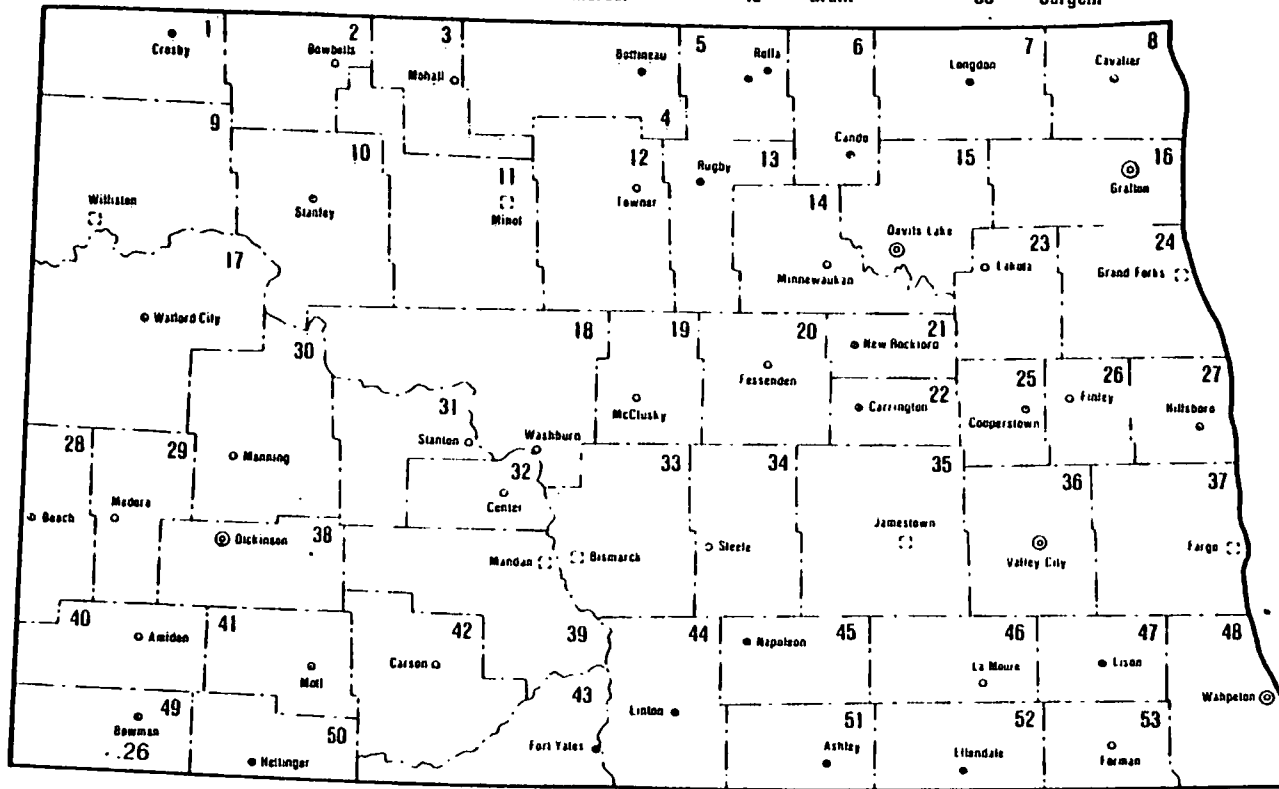 1
2
3
5
6
7
8
Crosby
Bowbells
Mohall
Bottineau
Rolla
Langdon
Cavalier
9
10
4
11
12
13
Cando
15
16
Williston
Stanley
Minot
Towner
Rugby
14
Grafton
Devils Lake
17
23
24
Minnewaukan
Lakota
Grand Forks
Watford City
30
18
19
20
21
New Rockford
Fessenden
31
McClusky
22
Carrington
25
26
27
Cooperstown
Finley
Hillsboro
28
29
Manning
Stanton
Washburn
32
Center
33
34
35
36
37
Medora
Beach
Dickinson
38
Mandan
Bismarck
Steele
Jamestown
Valley City
Fargo
40
41
42
39
44
45
46
47
48
Amidon
Mott
Carson
Napoleon
La Moure
Lison
Wahpeton
43
49
Bowman
26
50
Hettinger
Fort Yates
Linton
51
Ashley
52
Ellendale
53
Forman